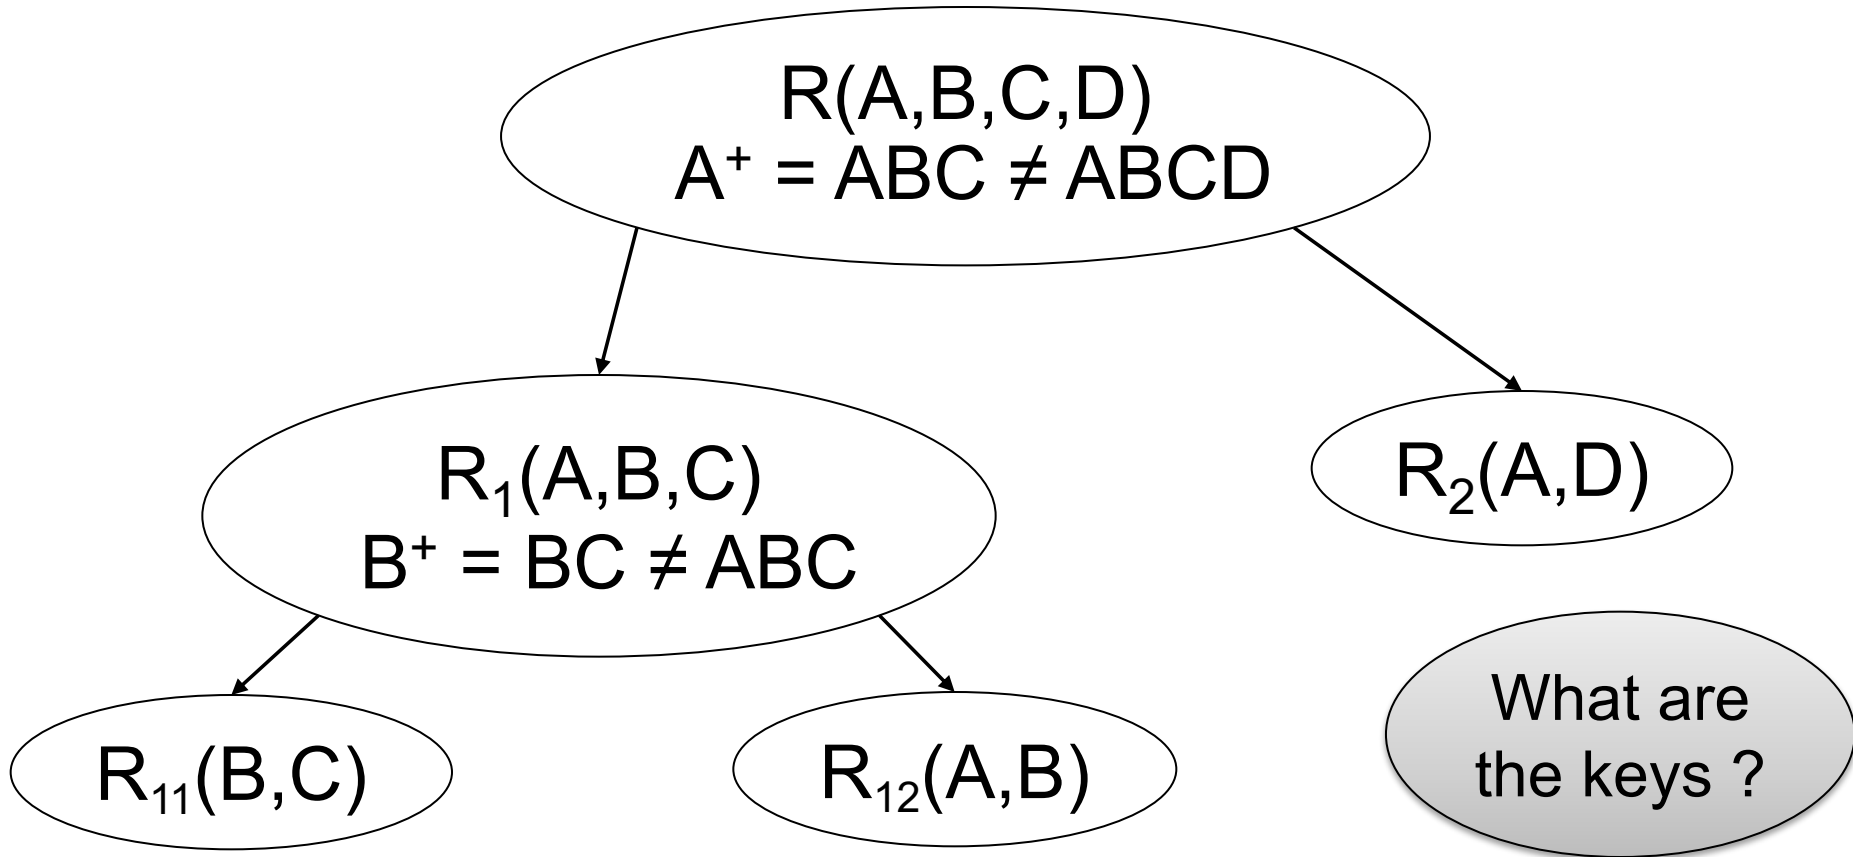 R(A,B,C,D)
A⁺ = ABC ≠ ABCD
R₁(A,B,C)
B⁺ = BC ≠ ABC
R₂(A,D)
R₁₁(B,C)
R₁₂(A,B)
What are
the keys ?